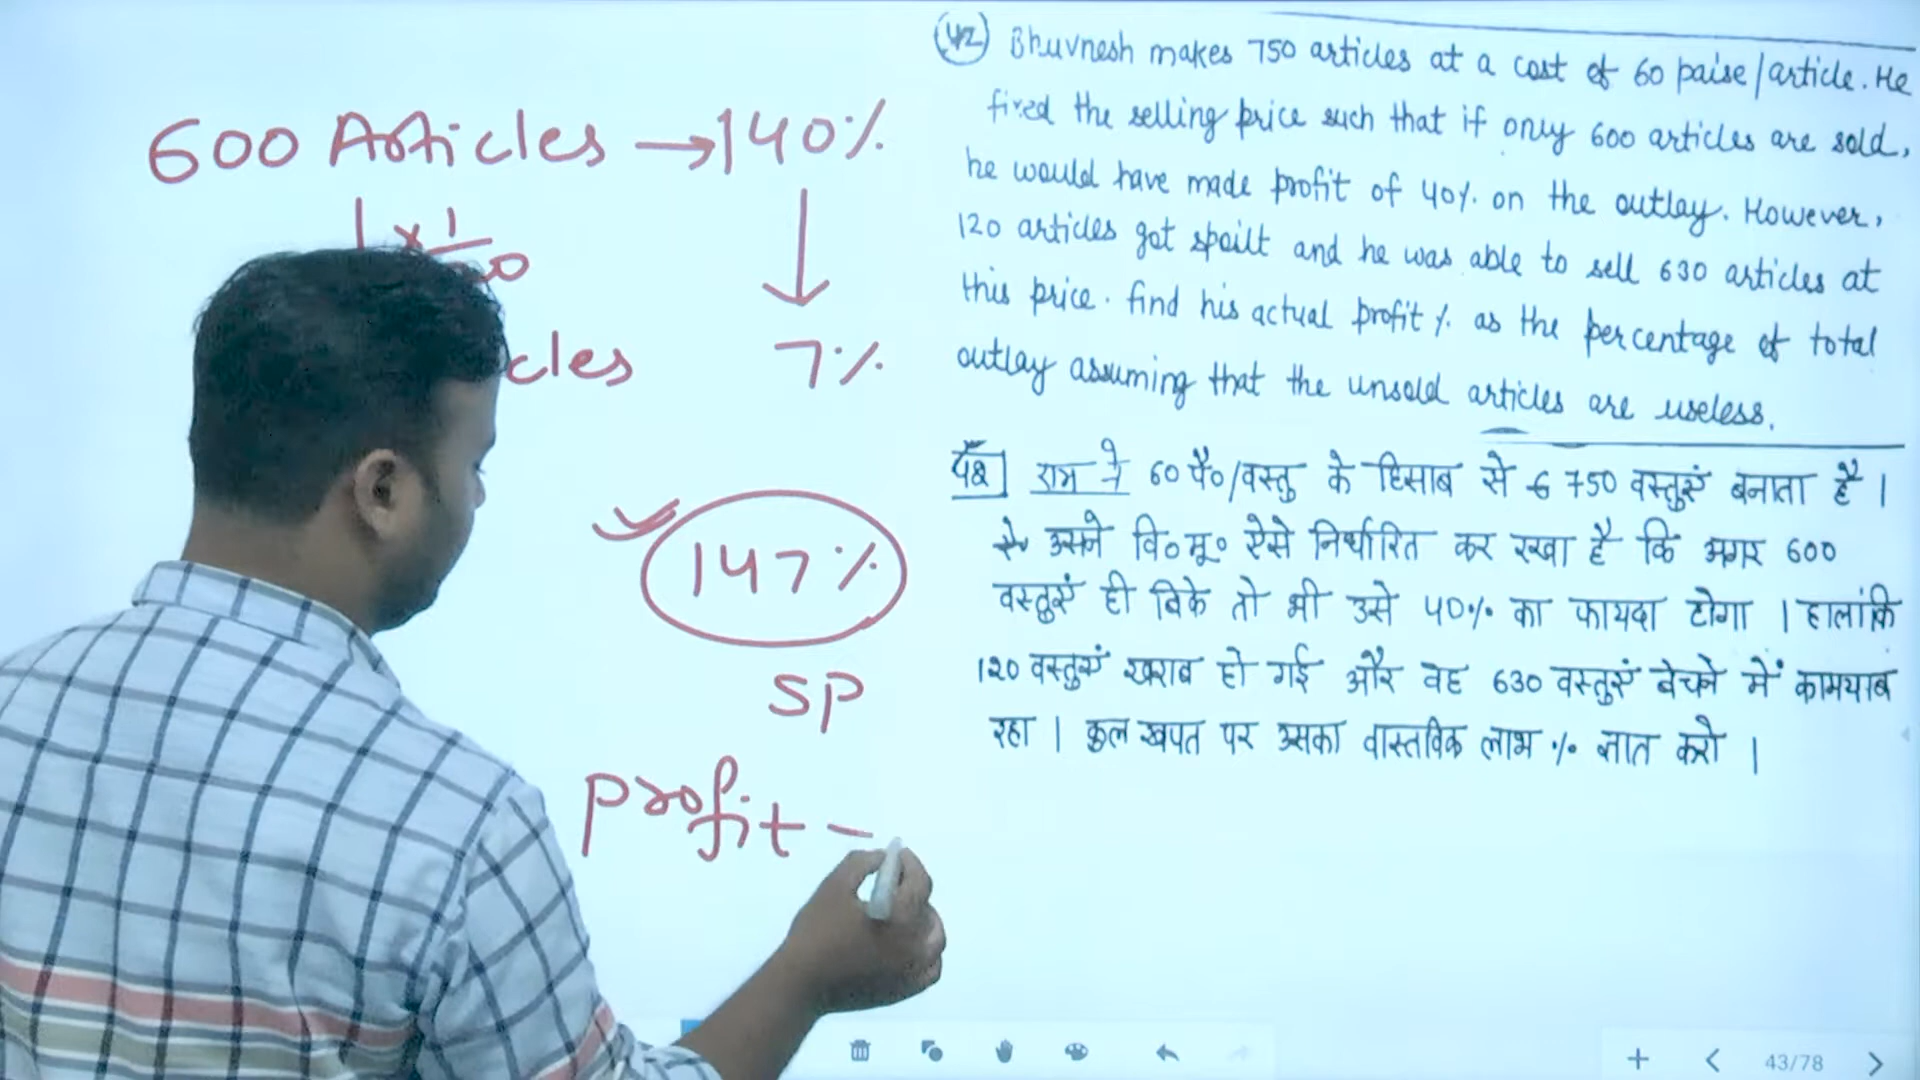 600 Articles → 140%
× 1
cles 7%
147%
SP
Profit -
42 Bhuvnesh makes 750 articles at a cost of 60 paise/article. He
fixed the selling price such that if only 600 articles are sold,
he would have made profit of 40% on the outlay. However,
120 articles got spoilt and he was able to sell 630 articles at
this price. find his actual profit % as the percentage of total
outlay assuming that the unsold articles are useless.
42 राम ने 60 पै०/वस्तु के हिसाब से 750 वस्तुएं बनाता है ।
उसने वि०मू० ऐसे निर्धारित कर रखा है कि अगर 600
वस्तुएं ही बिके तो भी उसे 40% का फायदा होगा । हालांकि
120 वस्तुएं खराब हो गई और वह 630 वस्तुएं बेचने में कामयाब
रहा । कुल खपत पर उसका वास्तविक लाभ % ज्ञात करो ।
43/78